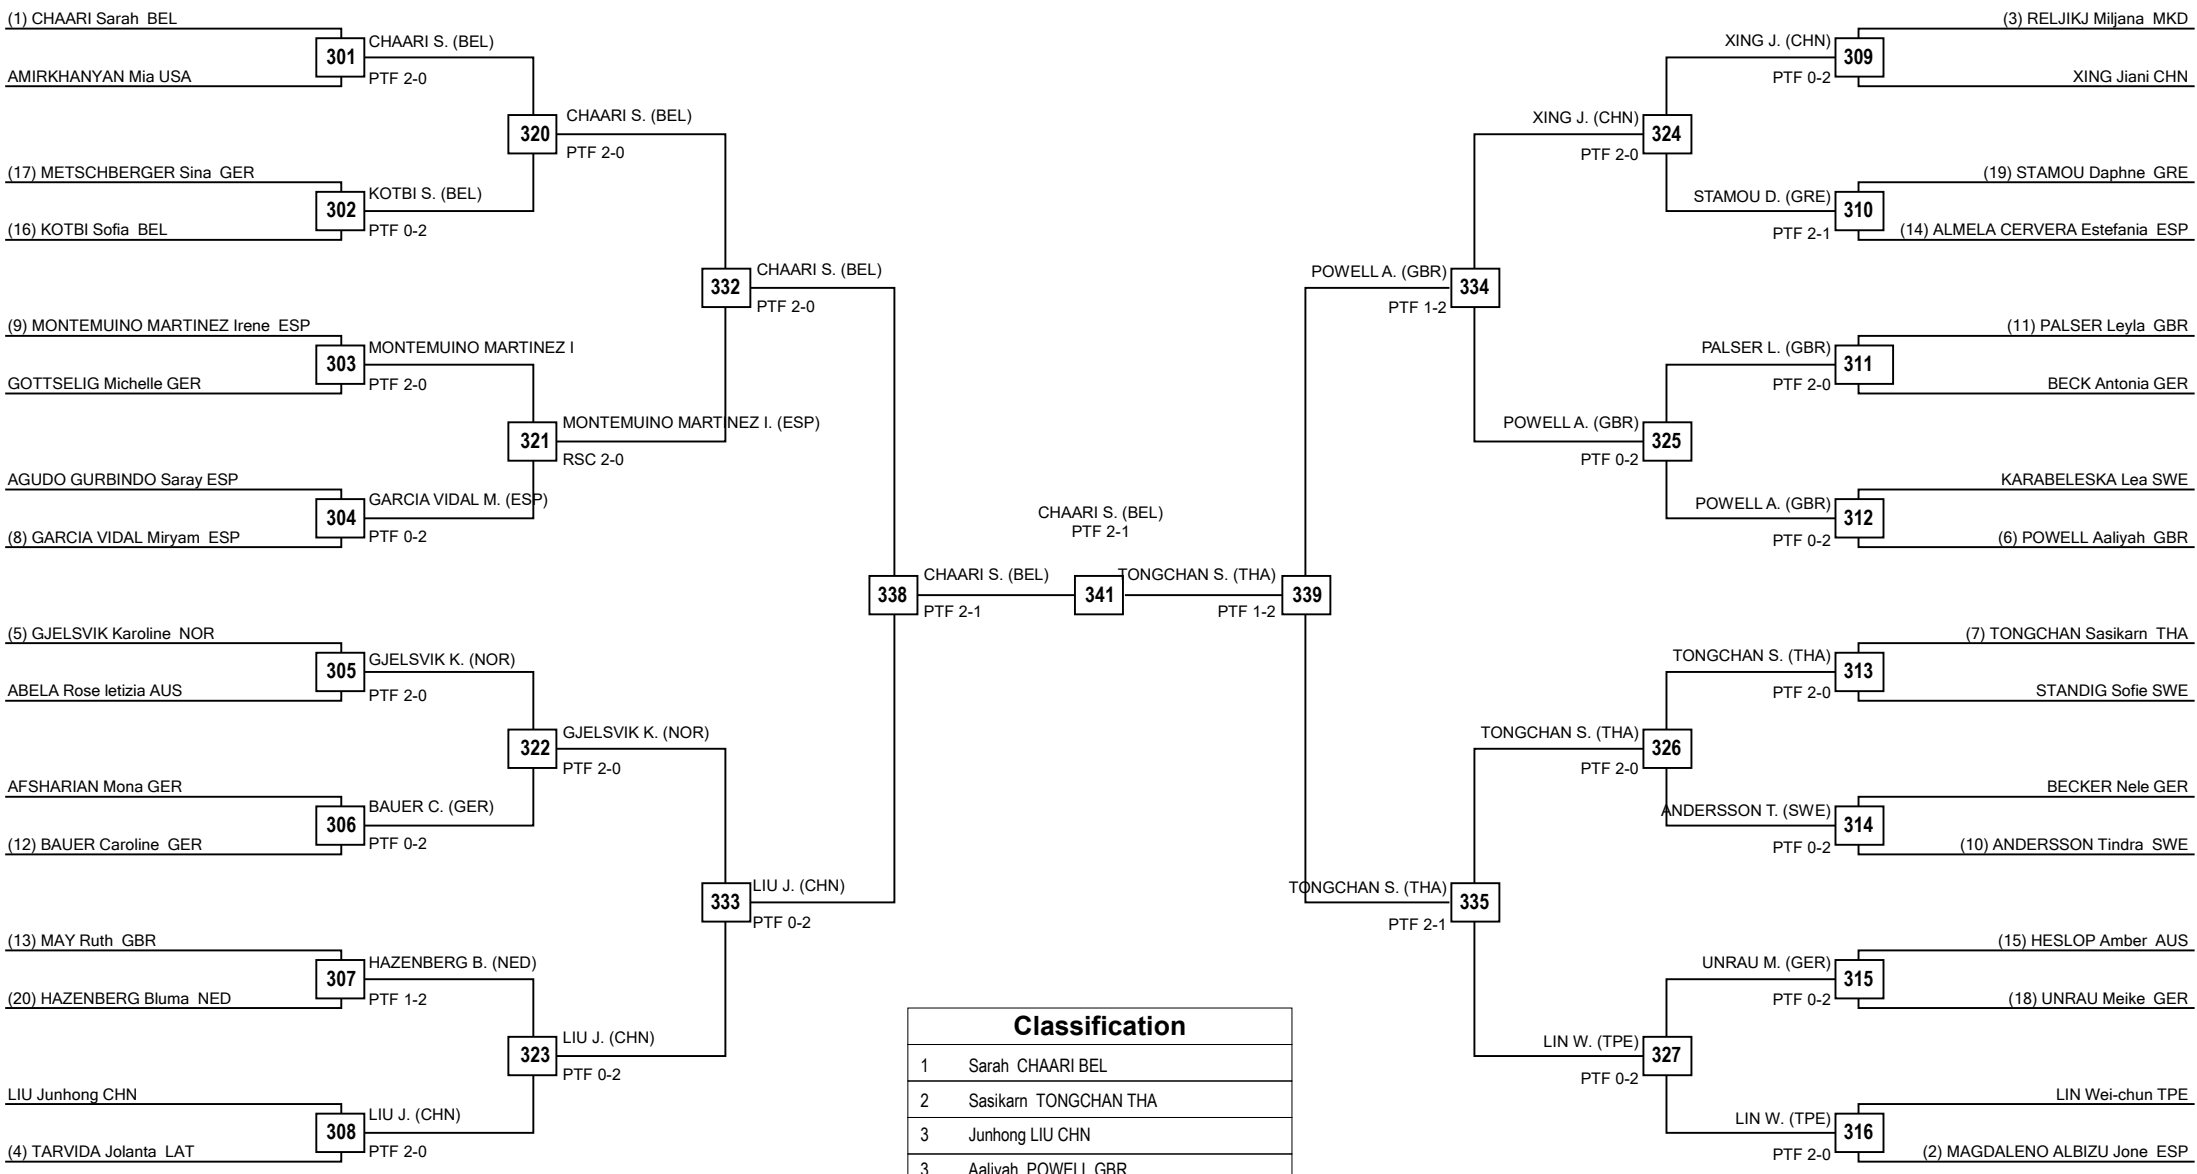 (1) CHAARI Sarah BEL
301
CHAARI S. (BEL)
PTF 2-0
AMIRKHANYAN Mia USA
320
CHAARI S. (BEL)
PTF 2-0
(17) METSCHBERGER Sina GER
302
KOTBI S. (BEL)
PTF 0-2
(16) KOTBI Sofia BEL
332
CHAARI S. (BEL)
PTF 2-0
(9) MONTEMUINO MARTINEZ Irene ESP
303
MONTEMUINO MARTINEZ I
PTF 2-0
GOTTSELIG Michelle GER
321
MONTEMUINO MARTINEZ I. (ESP)
RSC 2-0
AGUDO GURBINDO Saray ESP
304
GARCIA VIDAL M. (ESP)
PTF 0-2
(8) GARCIA VIDAL Miryam ESP
338
CHAARI S. (BEL)
PTF 2-1
(5) GJELSVIK Karoline NOR
305
GJELSVIK K. (NOR)
PTF 2-0
ABELA Rose letizia AUS
322
GJELSVIK K. (NOR)
PTF 2-0
AFSHARIAN Mona GER
306
BAUER C. (GER)
PTF 0-2
(12) BAUER Caroline GER
333
LIU J. (CHN)
PTF 0-2
(13) MAY Ruth GBR
307
HAZENBERG B. (NED)
PTF 1-2
(20) HAZENBERG Bluma NED
323
LIU J. (CHN)
PTF 0-2
LIU Junhong CHN
308
LIU J. (CHN)
PTF 2-0
(4) TARVIDA Jolanta LAT
CHAARI S. (BEL)
PTF 2-1
341
TONGCHAN S. (THA)
PTF 1-2
339
(3) RELJIKJ Miljana MKD
XING J. (CHN)
309
PTF 0-2
XING Jiani CHN
XING J. (CHN)
324
PTF 2-0
(19) STAMOU Daphne GRE
STAMOU D. (GRE)
310
PTF 2-1
(14) ALMELA CERVERA Estefania ESP
POWELL A. (GBR)
334
PTF 1-2
(11) PALSER Leyla GBR
PALSER L. (GBR)
311
PTF 2-0
BECK Antonia GER
POWELL A. (GBR)
325
PTF 0-2
KARABELESKA Lea SWE
POWELL A. (GBR)
312
PTF 0-2
(6) POWELL Aaliyah GBR
(7) TONGCHAN Sasikarn THA
TONGCHAN S. (THA)
313
PTF 2-0
STANDIG Sofie SWE
TONGCHAN S. (THA)
326
PTF 2-0
BECKER Nele GER
ANDERSSON T. (SWE)
314
PTF 0-2
(10) ANDERSSON Tindra SWE
TONGCHAN S. (THA)
335
PTF 2-1
(15) HESLOP Amber AUS
UNRAU M. (GER)
315
PTF 0-2
(18) UNRAU Meike GER
LIN W. (TPE)
327
PTF 0-2
LIN Wei-chun TPE
LIN W. (TPE)
316
PTF 2-0
(2) MAGDALENO ALBIZU Jone ESP
Classification
1 Sarah CHAARI BEL
2 Sasikarn TONGCHAN THA
3 Junhong LIU CHN
3 Aaliyah POWELL GBR